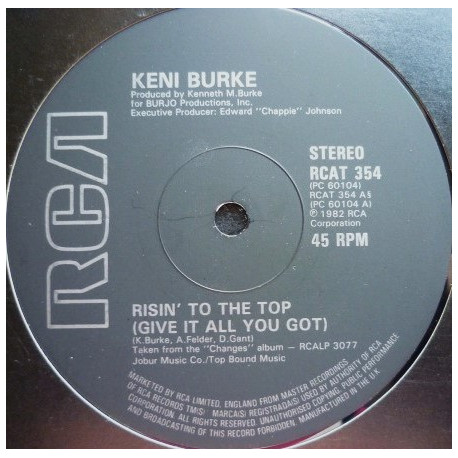 RCA
KENI BURKE
Produced by Kenneth M.Burke
for BURJO Productions, Inc.
Executive Producer: Edward "Chappie" Johnson
STEREO
RCAT 354
(PC 60104)
RCAT 354 A§
(PC 60104 A)
℗ 1982 RCA
Corporation
45 RPM
RISIN' TO THE TOP
(GIVE IT ALL YOU GOT)
(K.Burke, A.Felder, D.Gant)
Taken from the "Changes" album – RCALP 3077
Jobur Music Co./Top Bound Music
MARKETED BY RCA LIMITED, ENGLAND FROM MASTER RECORDINGS
OF RCA RECORDS TM(S)/ MARCA(S) REGISTRADA(S) USED BY AUTHORITY OF RCA
CORPORATION. ALL RIGHTS RESERVED. UNAUTHORISED COPYING, PUBLIC PERFORMANCE
AND BROADCASTING OF THIS RECORD FORBIDDEN. MANUFACTURED IN THE U.K.